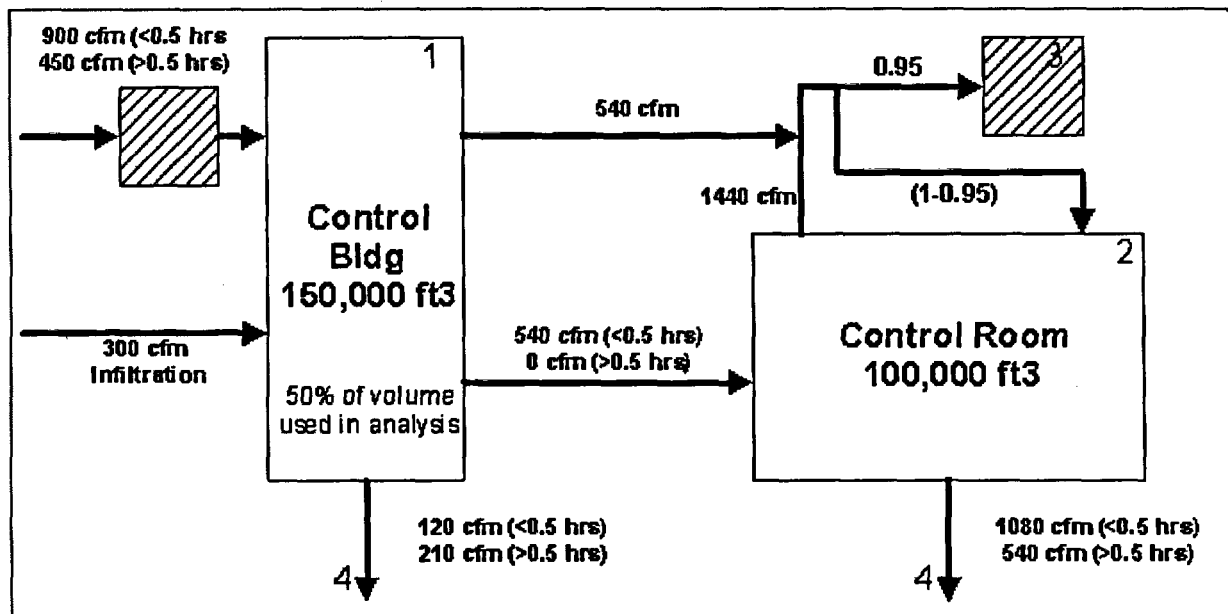 900 cfm (<0.5 hrs
450 cfm (>0.5 hrs)
1
540 cfm
0.95
3
1440 cfm
(1-0.95)
Control
Bldg
150,000 ft3
2
300 cfm
Infiltration
540 cfm (<0.5 hrs)
0 cfm (>0.5 hrs)
Control Room
100,000 ft3
50% of volume
used in analysis
120 cfm (<0.5 hrs)
210 cfm (>0.5 hrs)
4
1080 cfm (<0.5 hrs)
540 cfm (>0.5 hrs)
4